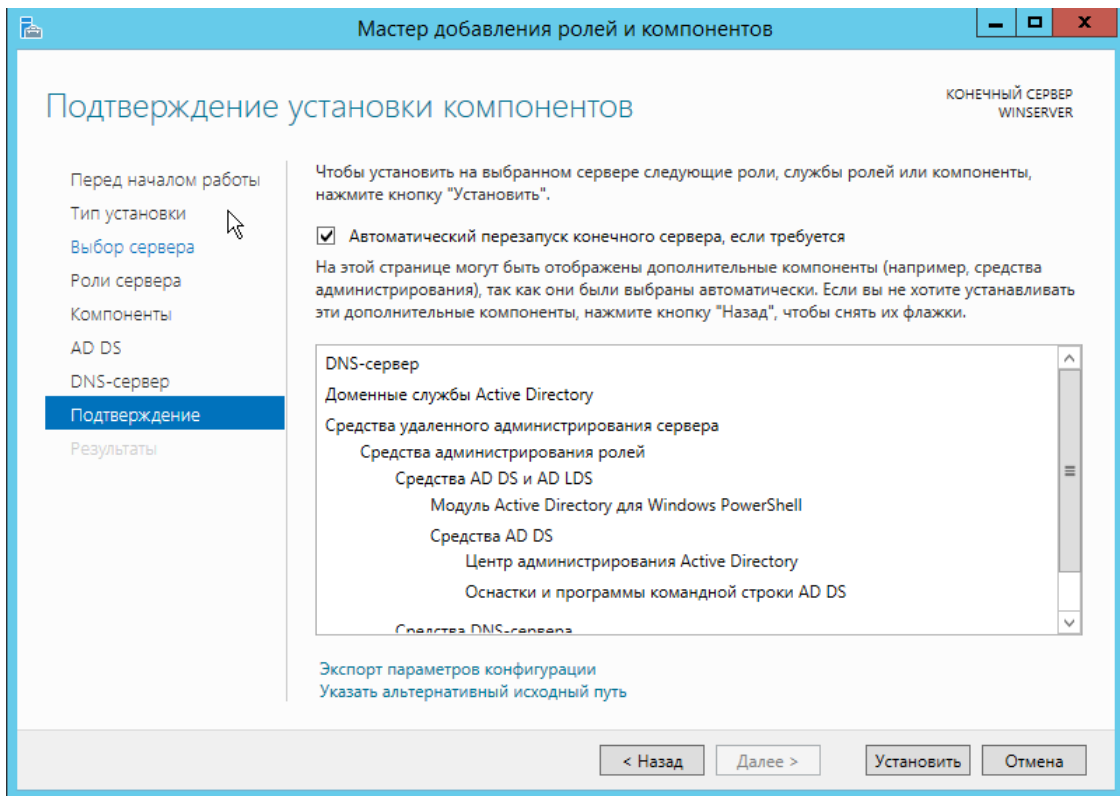 Мастер добавления ролей и компонентов
Подтверждение установки компонентов
КОНЕЧНЫЙ СЕРВЕР
WINSERVER
Перед началом работы
Тип установки
Выбор сервера
Роли сервера
Компоненты
AD DS
DNS-сервер
Подтверждение
Результаты
Чтобы установить на выбранном сервере следующие роли, службы ролей или компоненты,
нажмите кнопку "Установить".
Автоматический перезапуск конечного сервера, если требуется
На этой странице могут быть отображены дополнительные компоненты (например, средства
администрирования), так как они были выбраны автоматически. Если вы не хотите устанавливать
эти дополнительные компоненты, нажмите кнопку "Назад", чтобы снять их флажки.
DNS-сервер
Доменные службы Active Directory
Средства удаленного администрирования сервера
Средства администрирования ролей
Средства AD DS и AD LDS
Модуль Active Directory для Windows PowerShell
Средства AD DS
Центр администрирования Active Directory
Оснастки и программы командной строки AD DS
Средства DNS-сервера
Экспорт параметров конфигурации
Указать альтернативный исходный путь
< Назад
Далее >
Установить
Отмена